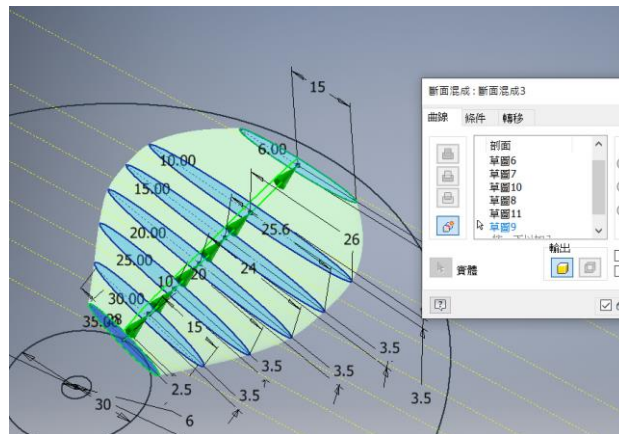 15
斷面混成 : 斷面混成3
曲線 條件 轉移
剖面
草圖6
草圖7
草圖10
草圖8
草圖11
草圖9
輸出
實體
6.00
10.00
15.00
20.00
25.00
30.00
35.00
25.6
26
24
20
10
15
3.5
3.5
3.5
3.5
3.5
2.5
30
6